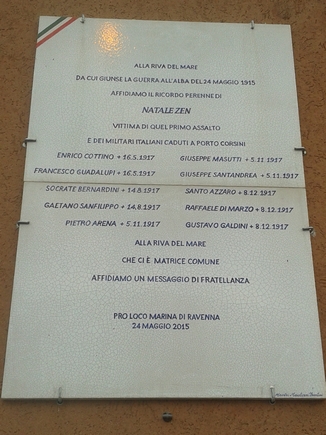 ALLA RIVA DEL MARE
DA CUI GIUNSE LA GUERRA ALL'ALBA DEL 24 MAGGIO 1915
AFFIDIAMO IL RICORDO PERENNE DI
NATALE ZEN
VITTIMA DI QUEL PRIMO ASSALTO
E DEI MILITARI ITALIANI CADUTI A PORTO CORSINI
ENRICO COTTINO + 16.5.1917 GIUSEPPE MASUTTI + 5.11.1917
FRANCESCO GUADALUPI + 16.5.1917 GIUSEPPE SANTANDREA + 5.11.1917
SOCRATE BERNARDINI + 14.8.1917 SANTO AZZARO + 8.12.1917
GAETANO SANFILIPPO + 14.8.1917 RAFFAELE DI MARZO + 8.12.1917
PIETRO ARENA + 5.11.1917 GUSTAVO GALDINI + 8.12.1917
ALLA RIVA DEL MARE
CHE CI È MATRICE COMUNE
AFFIDIAMO UN MESSAGGIO DI FRATELLANZA
PRO LOCO MARINA DI RAVENNA
24 MAGGIO 2015